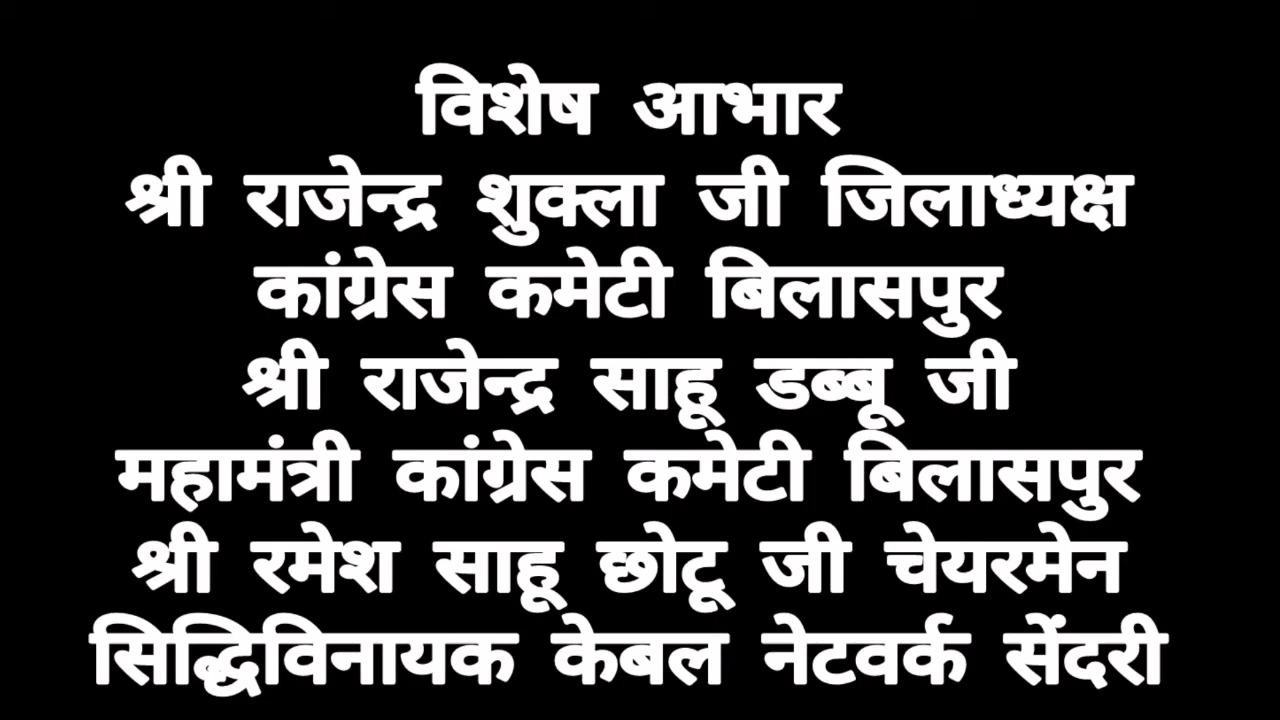 विशेष आभार
श्री राजेन्द्र शुक्ला जी जिलाध्यक्ष
कांग्रेस कमेटी बिलासपुर
श्री राजेन्द्र साहू डब्बू जी
महामंत्री कांग्रेस कमेटी बिलासपुर
श्री रमेश साहू छोटू जी चेयरमेन
सिद्धिविनायक केबल नेटवर्क सेंदरी